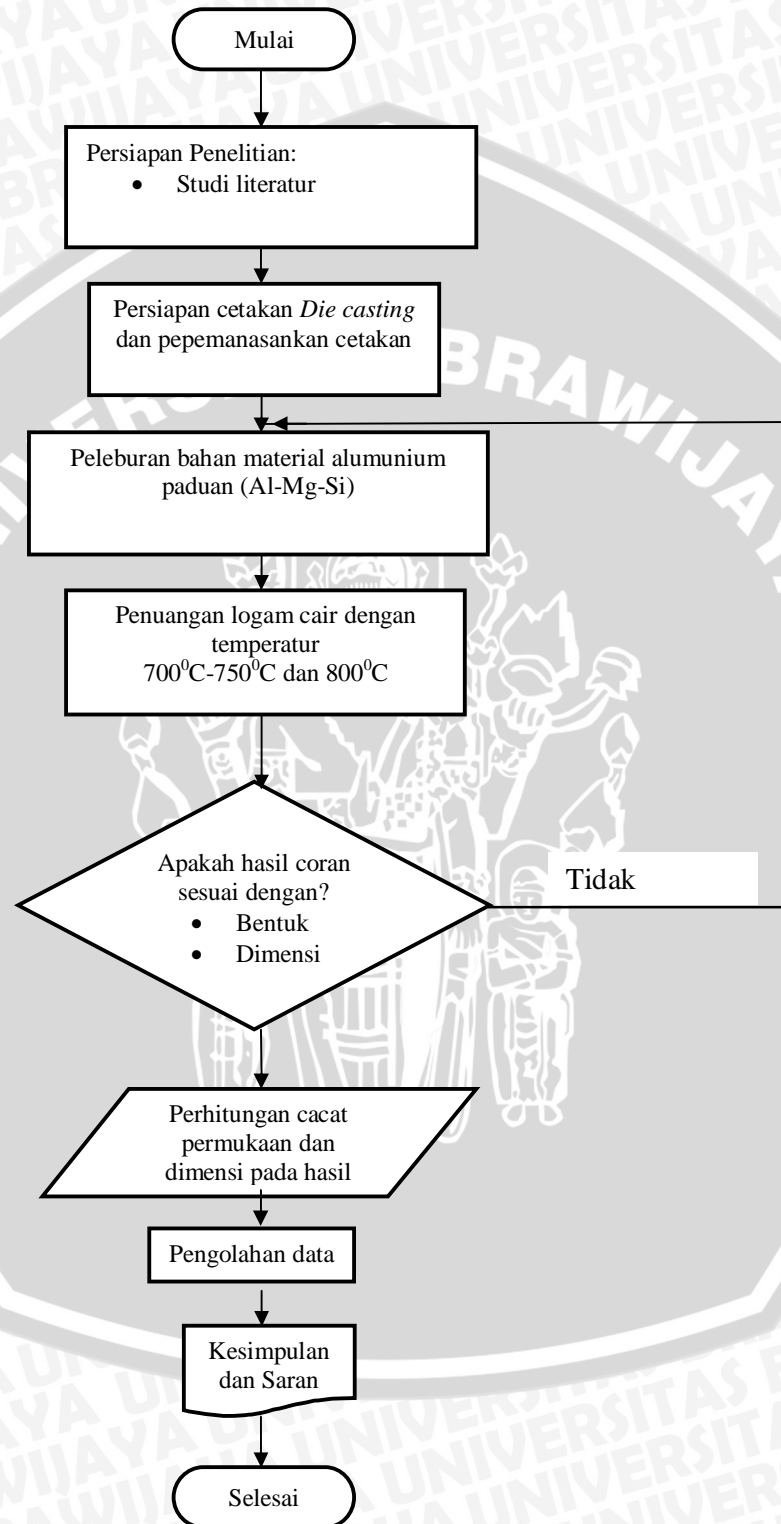 Mulai
Persiapan Penelitian:
• Studi literatur
Persiapan cetakan Die casting
dan pepemanasankan cetakan
Peleburan bahan material alumunium
paduan (Al-Mg-Si)
Penuangan logam cair dengan
temperatur
700⁰C-750⁰C dan 800⁰C
Apakah hasil coran
sesuai dengan?
• Bentuk
• Dimensi
Tidak
Perhitungan cacat
permukaan dan
dimensi pada hasil
Pengolahan data
Kesimpulan
dan Saran
Selesai